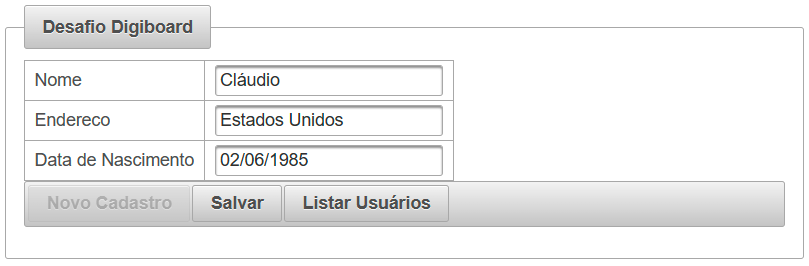 Desafio Digiboard
Nome Cláudio
Endereco Estados Unidos
Data de Nascimento 02/06/1985
Novo Cadastro Salvar Listar Usuários